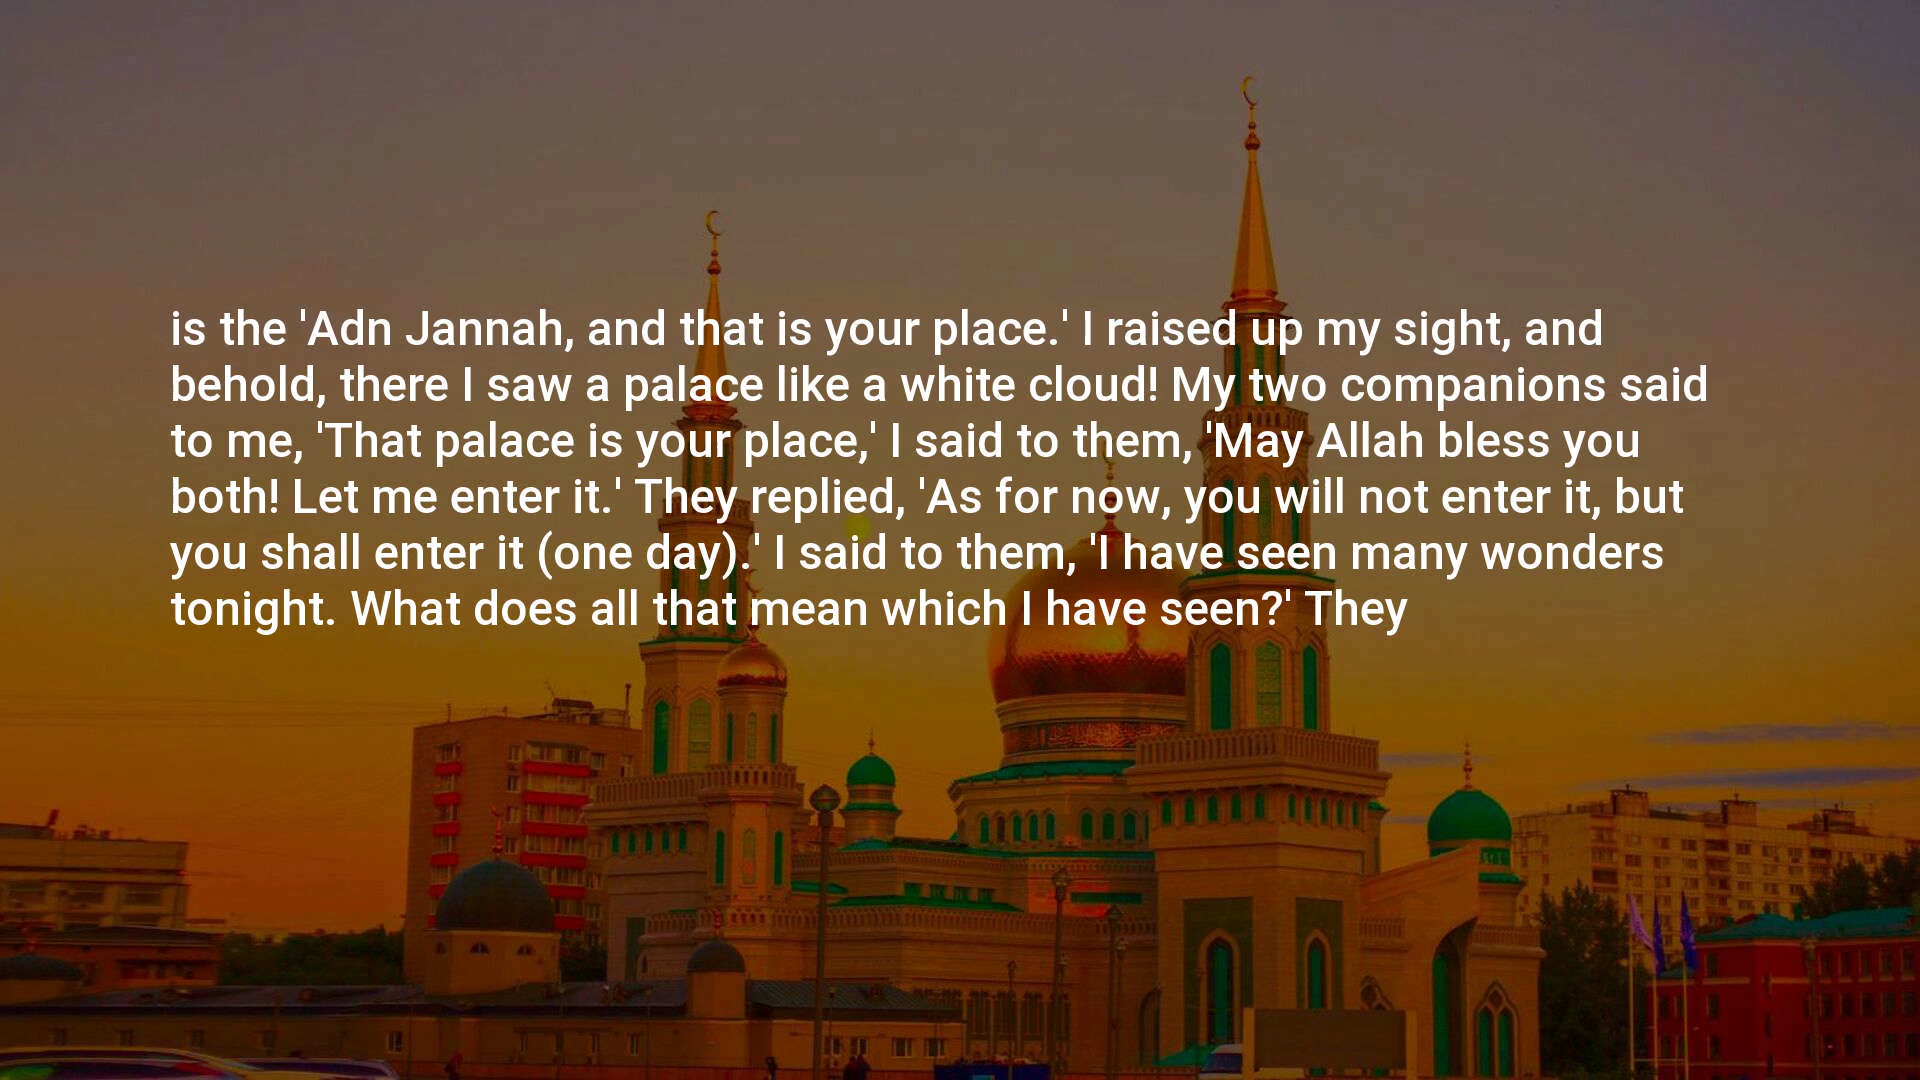 is the 'Adn Jannah, and that is your place.' I raised up my sight, and
behold, there I saw a palace like a white cloud! My two companions said
to me, 'That palace is your place,' I said to them, 'May Allah bless you
both! Let me enter it.' They replied, 'As for now, you will not enter it, but
you shall enter it (one day).' I said to them, 'I have seen many wonders
tonight. What does all that mean which I have seen?' They